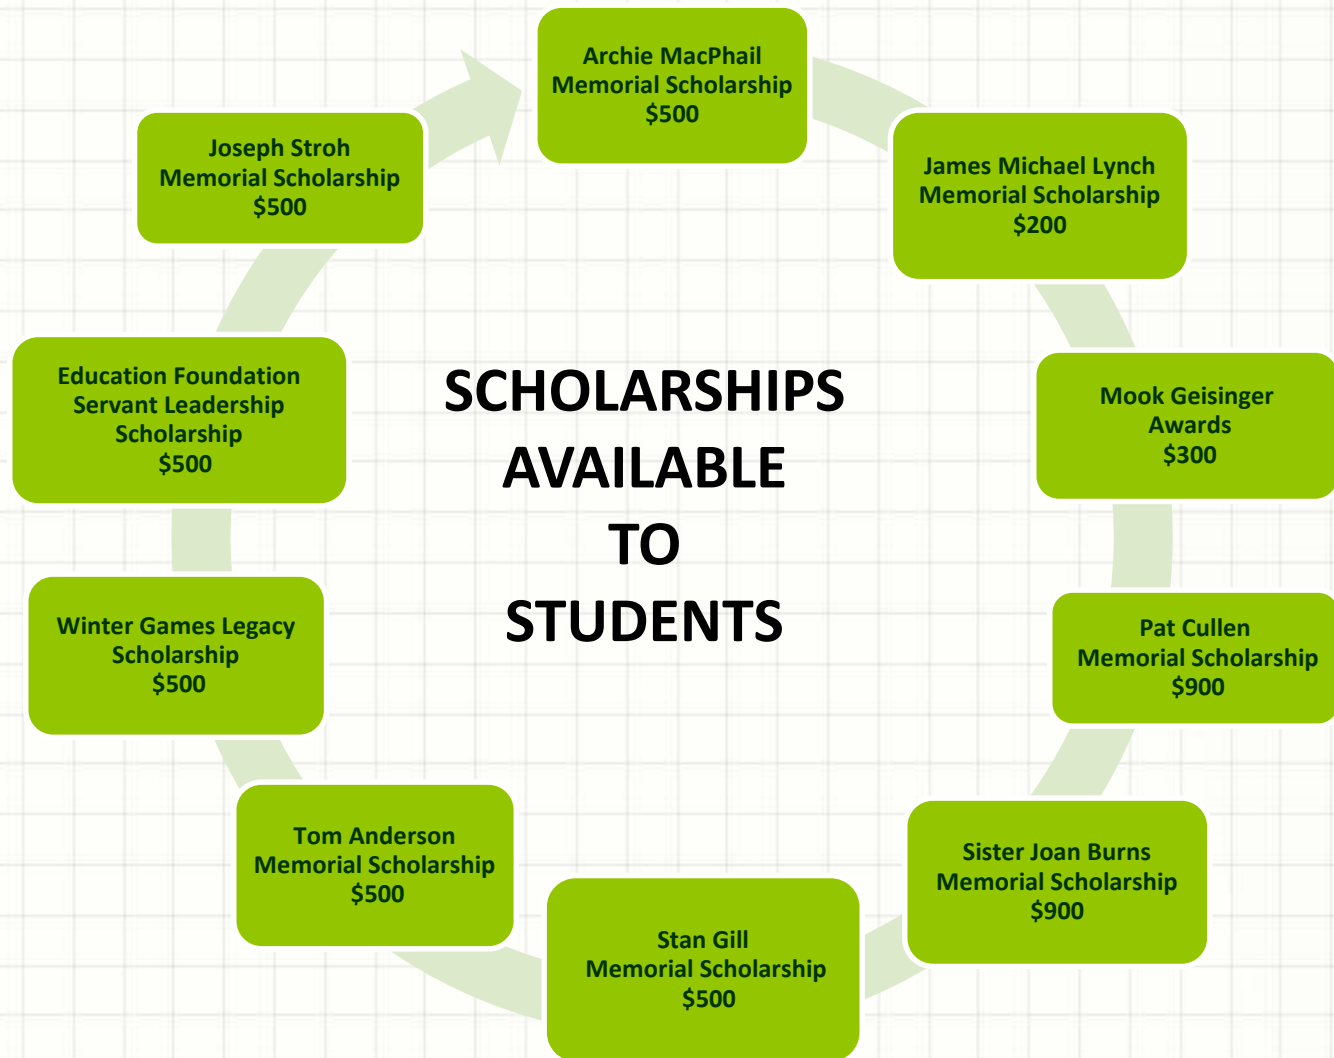 Archie MacPhail
Memorial Scholarship
$500
James Michael Lynch
Memorial Scholarship
$200
Mook Geisinger
Awards
$300
Pat Cullen
Memorial Scholarship
$900
Sister Joan Burns
Memorial Scholarship
$900
Stan Gill
Memorial Scholarship
$500
Tom Anderson
Memorial Scholarship
$500
Winter Games Legacy
Scholarship
$500
Education Foundation
Servant Leadership
Scholarship
$500
Joseph Stroh
Memorial Scholarship
$500
SCHOLARSHIPS
AVAILABLE
TO
STUDENTS